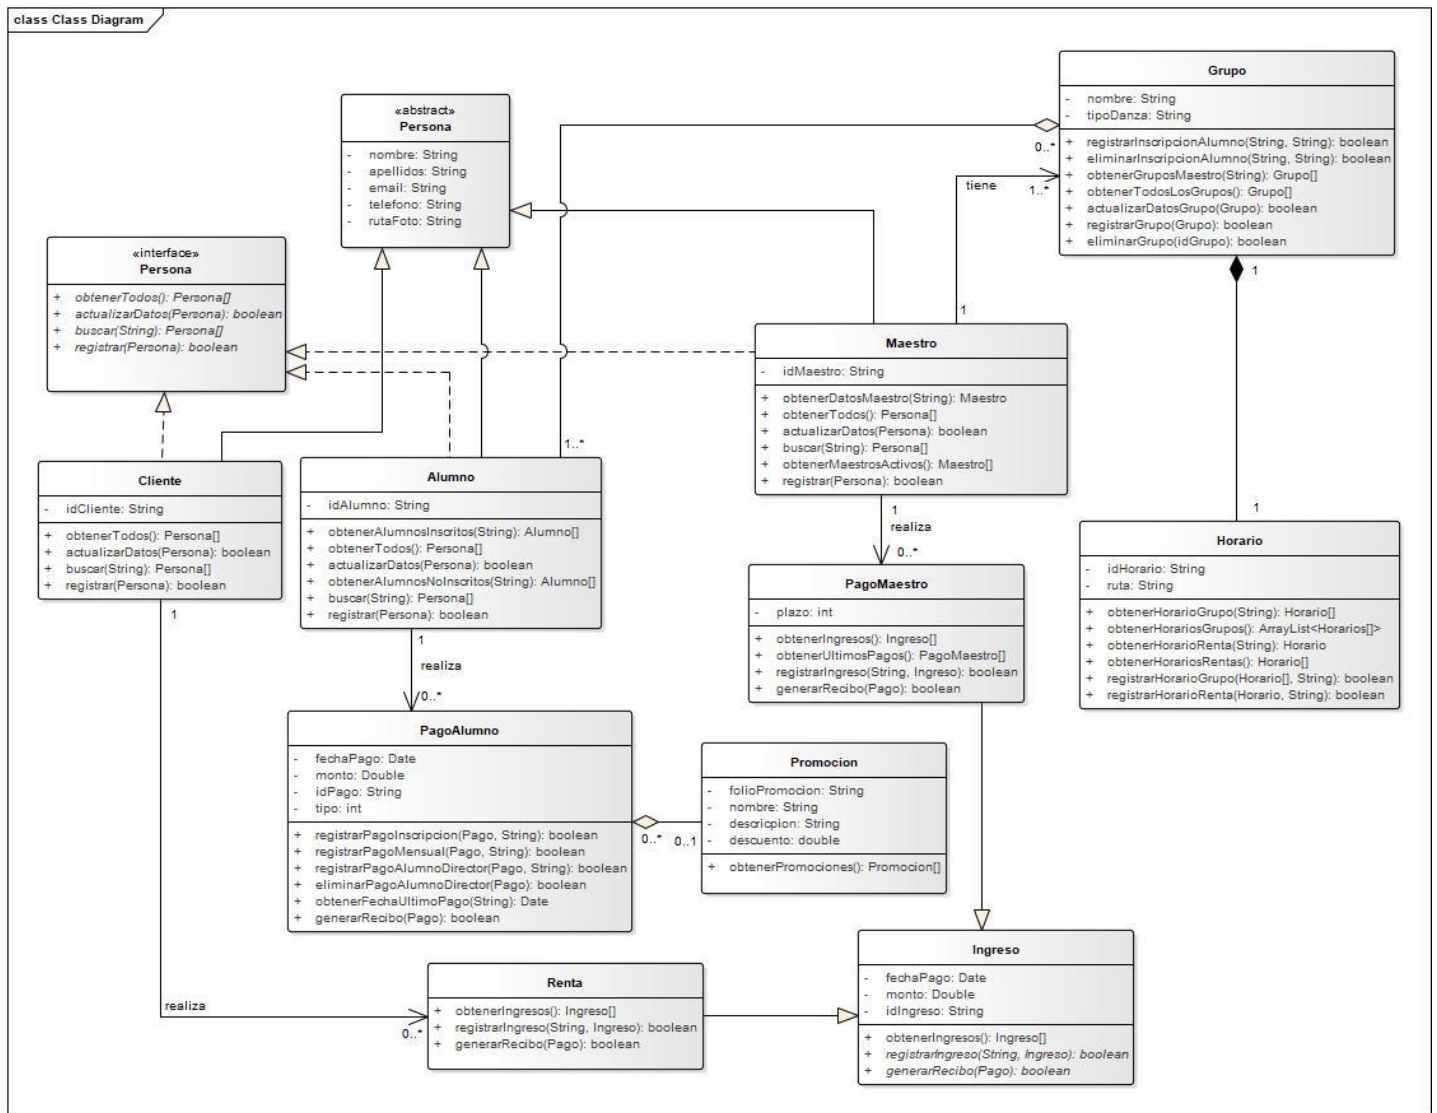 class Class Diagram
Grupo
- nombre: String
- tipoDanza: String
+ registrarInscripcionAlumno(String, String): boolean
+ eliminarInscripcionAlumno(String, String): boolean
+ obtenerGruposMaestro(String): Grupo[]
+ obtenerTodosLosGrupos(): Grupo[]
+ actualizarDatosGrupo(Grupo): boolean
+ registrarGrupo(Grupo): boolean
+ eliminarGrupo(idGrupo): boolean
«abstract»
Persona
- nombre: String
- apellidos: String
- email: String
- telefono: String
- rutaFoto: String
0..*
tiene
1..*
1
1
«interface»
Persona
+ obtenerTodos(): Persona[]
+ actualizarDatos(Persona): boolean
+ buscar(String): Persona[]
+ registrar(Persona): boolean
Maestro
- idMaestro: String
+ obtenerDatosMaestro(String): Maestro
+ obtenerTodos(): Persona[]
+ actualizarDatos(Persona): boolean
+ buscar(String): Persona[]
+ obtenerMaestrosActivos(): Maestro[]
+ registrar(Persona): boolean
1..*
Cliente
- idCliente: String
+ obtenerTodos(): Persona[]
+ actualizarDatos(Persona): boolean
+ buscar(String): Persona[]
+ registrar(Persona): boolean
1
Alumno
- idAlumno: String
+ obtenerAlumnosInscritos(String): Alumno[]
+ obtenerTodos(): Persona[]
+ actualizarDatos(Persona): boolean
+ obtenerAlumnosNoInscritos(String): Alumno[]
+ buscar(String): Persona[]
+ registrar(Persona): boolean
1
realiza
0..*
1
realiza
0..*
1
Horario
- idHorario: String
- ruta: String
+ obtenerHorarioGrupo(String): Horario[]
+ obtenerHorariosGrupos(): ArrayList<Horarios[]>
+ obtenerHorarioRenta(String): Horario
+ obtenerHorariosRentas(): Horario[]
+ registrarHorarioGrupo(Horario[], String): boolean
+ registrarHorarioRenta(Horario, String): boolean
PagoMaestro
- plazo: int
+ obtenerIngresos(): Ingreso[]
+ obtenerUltimosPagos(): PagoMaestro[]
+ registrarIngreso(String, Ingreso): boolean
+ generarRecibo(Pago): boolean
PagoAlumno
- fechaPago: Date
- monto: Double
- idPago: String
- tipo: int
+ registrarPagoInscripcion(Pago, String): boolean
+ registrarPagoMensual(Pago, String): boolean
+ registrarPagoAlumnoDirector(Pago, String): boolean
+ eliminarPagoAlumnoDirector(Pago): boolean
+ obtenerFechaUltimoPago(String): Date
+ generarRecibo(Pago): boolean
0..*
0..1
Promocion
- folioPromocion: String
- nombre: String
- descricpion: String
- descuento: double
+ obtenerPromociones(): Promocion[]
realiza
0..*
Renta
+ obtenerIngresos(): Ingreso[]
+ registrarIngreso(String, Ingreso): boolean
+ generarRecibo(Pago): boolean
Ingreso
- fechaPago: Date
- monto: Double
- idIngreso: String
+ obtenerIngresos(): Ingreso[]
+ registrarIngreso(String, Ingreso): boolean
+ generarRecibo(Pago): boolean